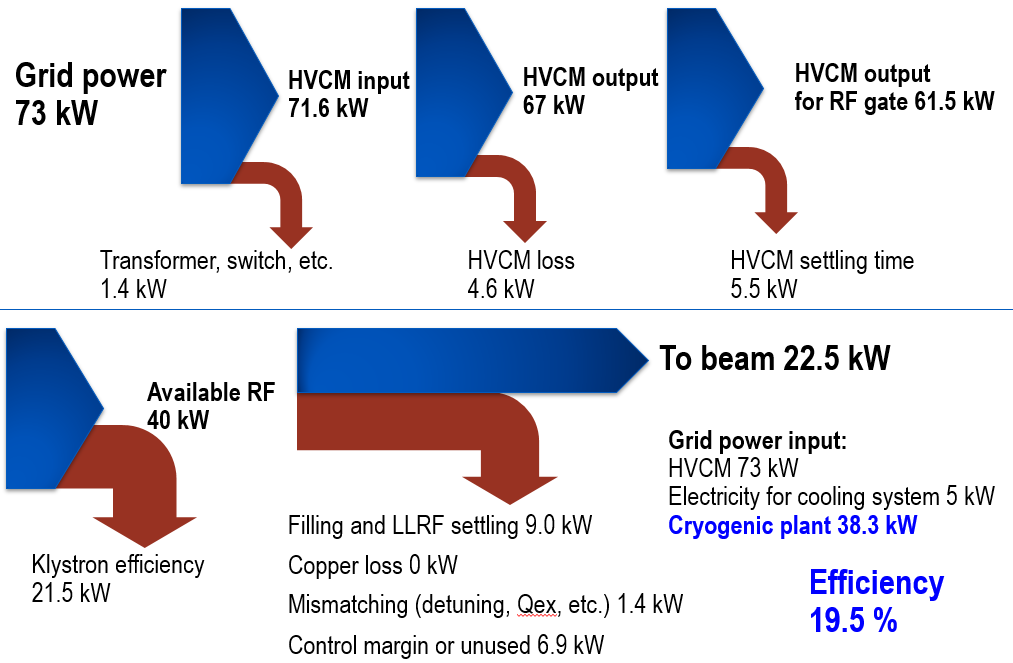 Grid power
73 kW
HVCM input
71.6 kW
HVCM output
67 kW
HVCM output
for RF gate 61.5 kW
Transformer, switch, etc.
1.4 kW
HVCM loss
4.6 kW
HVCM settling time
5.5 kW
Available RF
40 kW
To beam 22.5 kW
Klystron efficiency
21.5 kW
Filling and LLRF settling 9.0 kW
Copper loss 0 kW
Mismatching (detuning, Qex, etc.) 1.4 kW
Control margin or unused 6.9 kW
Grid power input:
HVCM 73 kW
Electricity for cooling system 5 kW
Cryogenic plant 38.3 kW
Efficiency
19.5 %